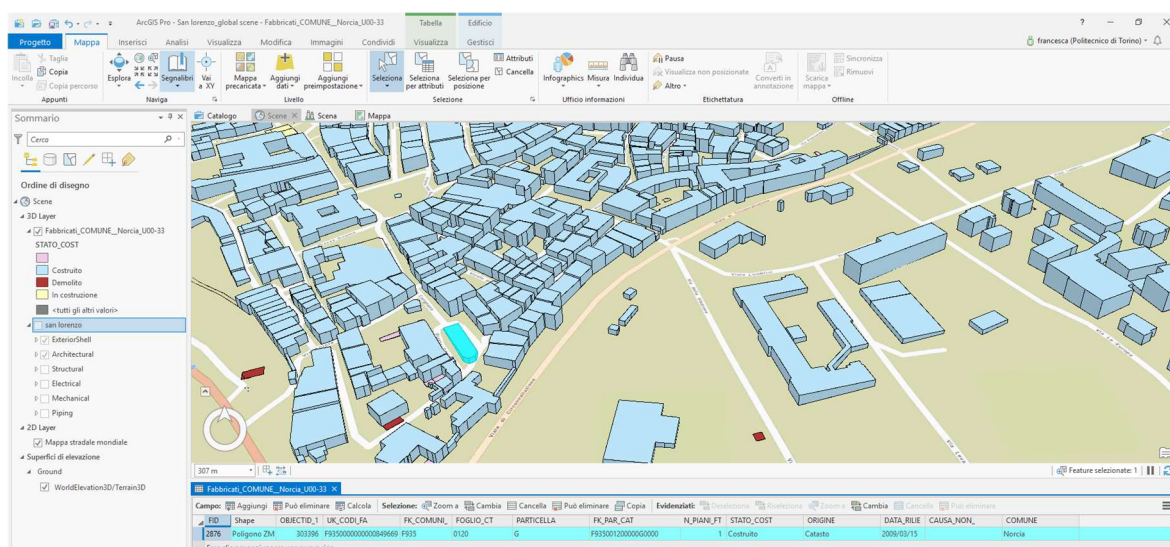 ArcGIS Pro - San lorenzo_global scene - Fabbricati_COMUNE__Norcia_U00-33
Tabella
Edificio
?
Progetto Mappa Inserisci Analisi Visualizza Modifica Immagini Condividi Visualizza Gestisci
francesca (Politecnico di Torino)
Incolla
Taglia
Copia
Copia percorso
Appunti
Esplora
Segnalibri
Vai a XY
Naviga
Mappa precaricata
Aggiungi dati
Aggiungi preimpostazione
Livello
Seleziona
Seleziona per attributi
Seleziona per posizione
Attributi
Cancella
Selezione
Infographics
Misura
Individua
Ufficio informazioni
Pausa
Visualizza non posizionate
Altro
Converti in annotazione
Etichettatura
Scarica mappa
Sincronizza
Rimuovi
Offline
Sommario
Catalogo Scene Scena Mappa
Cerca
Ordine di disegno
Scene
3D Layer
Fabbricati_COMUNE__Norcia_U00-33
STATO_COST
Costruito
Demolito
In costruzione
<tutti gli altri valori>
san lorenzo
ExteriorShell
Architectural
Structural
Electrical
Mechanical
Piping
2D Layer
Mappa stradale mondiale
Superfici di elevazione
Ground
WorldElevation3D/Terrain3D
307 m
Feature selezionate: 1
Fabbricati_COMUNE__Norcia_U00-33
Campo: Aggiungi Può eliminare Calcola Selezione: Zoom a Cambia Cancella Può eliminare Copia Evidenziati: Deselezione Riseleziona Zoom a Cambia Cancella Può eliminare
FID Shape OBJECTID_1 UK_CODI_FA FK_COMUNI_ FOGLIO_CT PARTICELLA FK_PAR_CAT N_PIANI_FT STATO_COST ORIGINE DATA_RILIE CAUSA_NON_ COMUNE
2876 Poligono ZM 303396 F9350000000000849669 F935 0120 G F935001200000G0000 1 Costruito Catasto 2009/03/15 Norcia